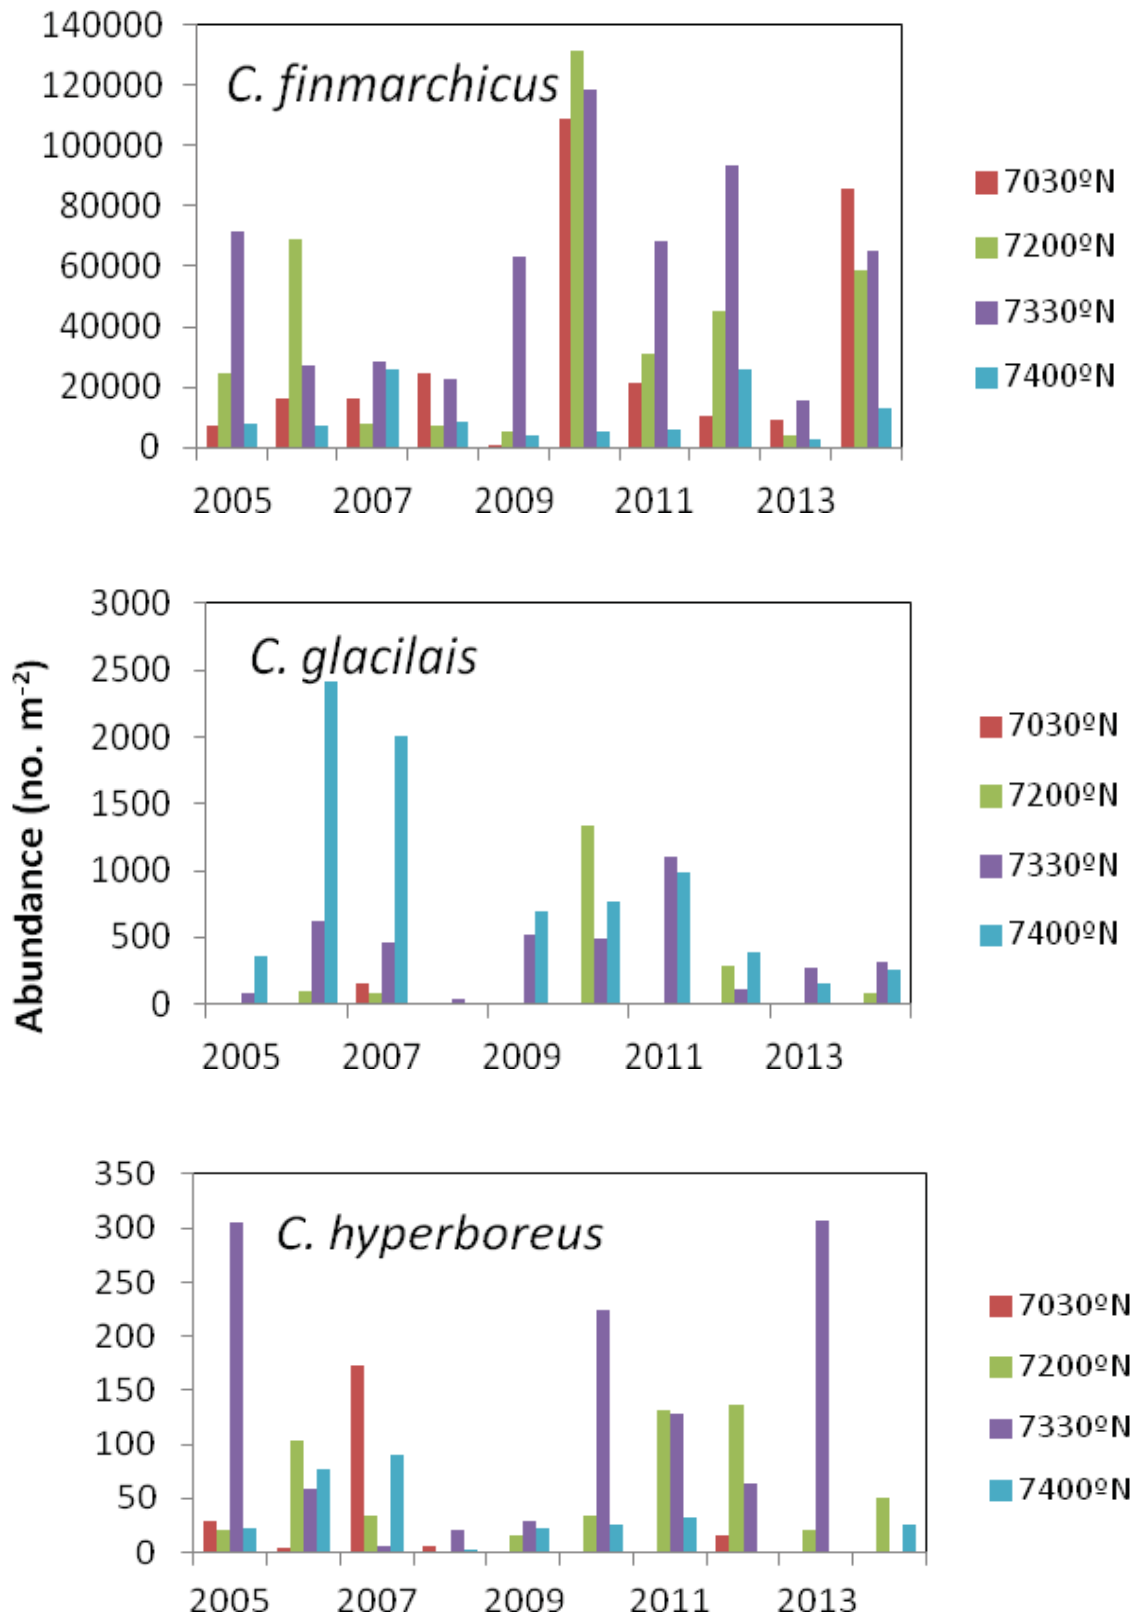 140000
120000
100000
80000
60000
40000
20000
0
C. finmarchicus
2005 2007 2009 2011 2013
7030ºN
7200ºN
7330ºN
7400ºN
Abundance (no. m⁻²)
3000
2500
2000
1500
1000
500
0
C. glacilais
2005 2007 2009 2011 2013
7030ºN
7200ºN
7330ºN
7400ºN
350
300
250
200
150
100
50
0
C. hyperboreus
2005 2007 2009 2011 2013
7030ºN
7200ºN
7330ºN
7400ºN